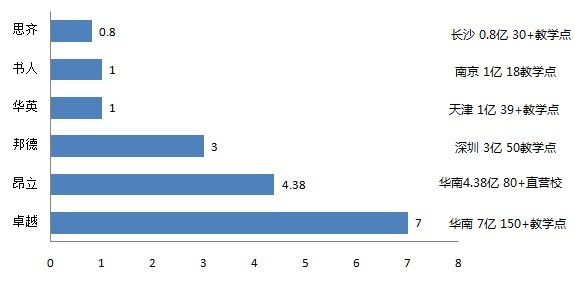 思齐 0.8 长沙 0.8亿 30+教学点
书人 1 南京 1亿 18教学点
华英 1 天津 1亿 39+教学点
邦德 3 深圳 3亿 50教学点
昂立 4.38 华南4.38亿 80+直营校
卓越 7 华南 7亿 150+教学点
0 1 2 3 4 5 6 7 8